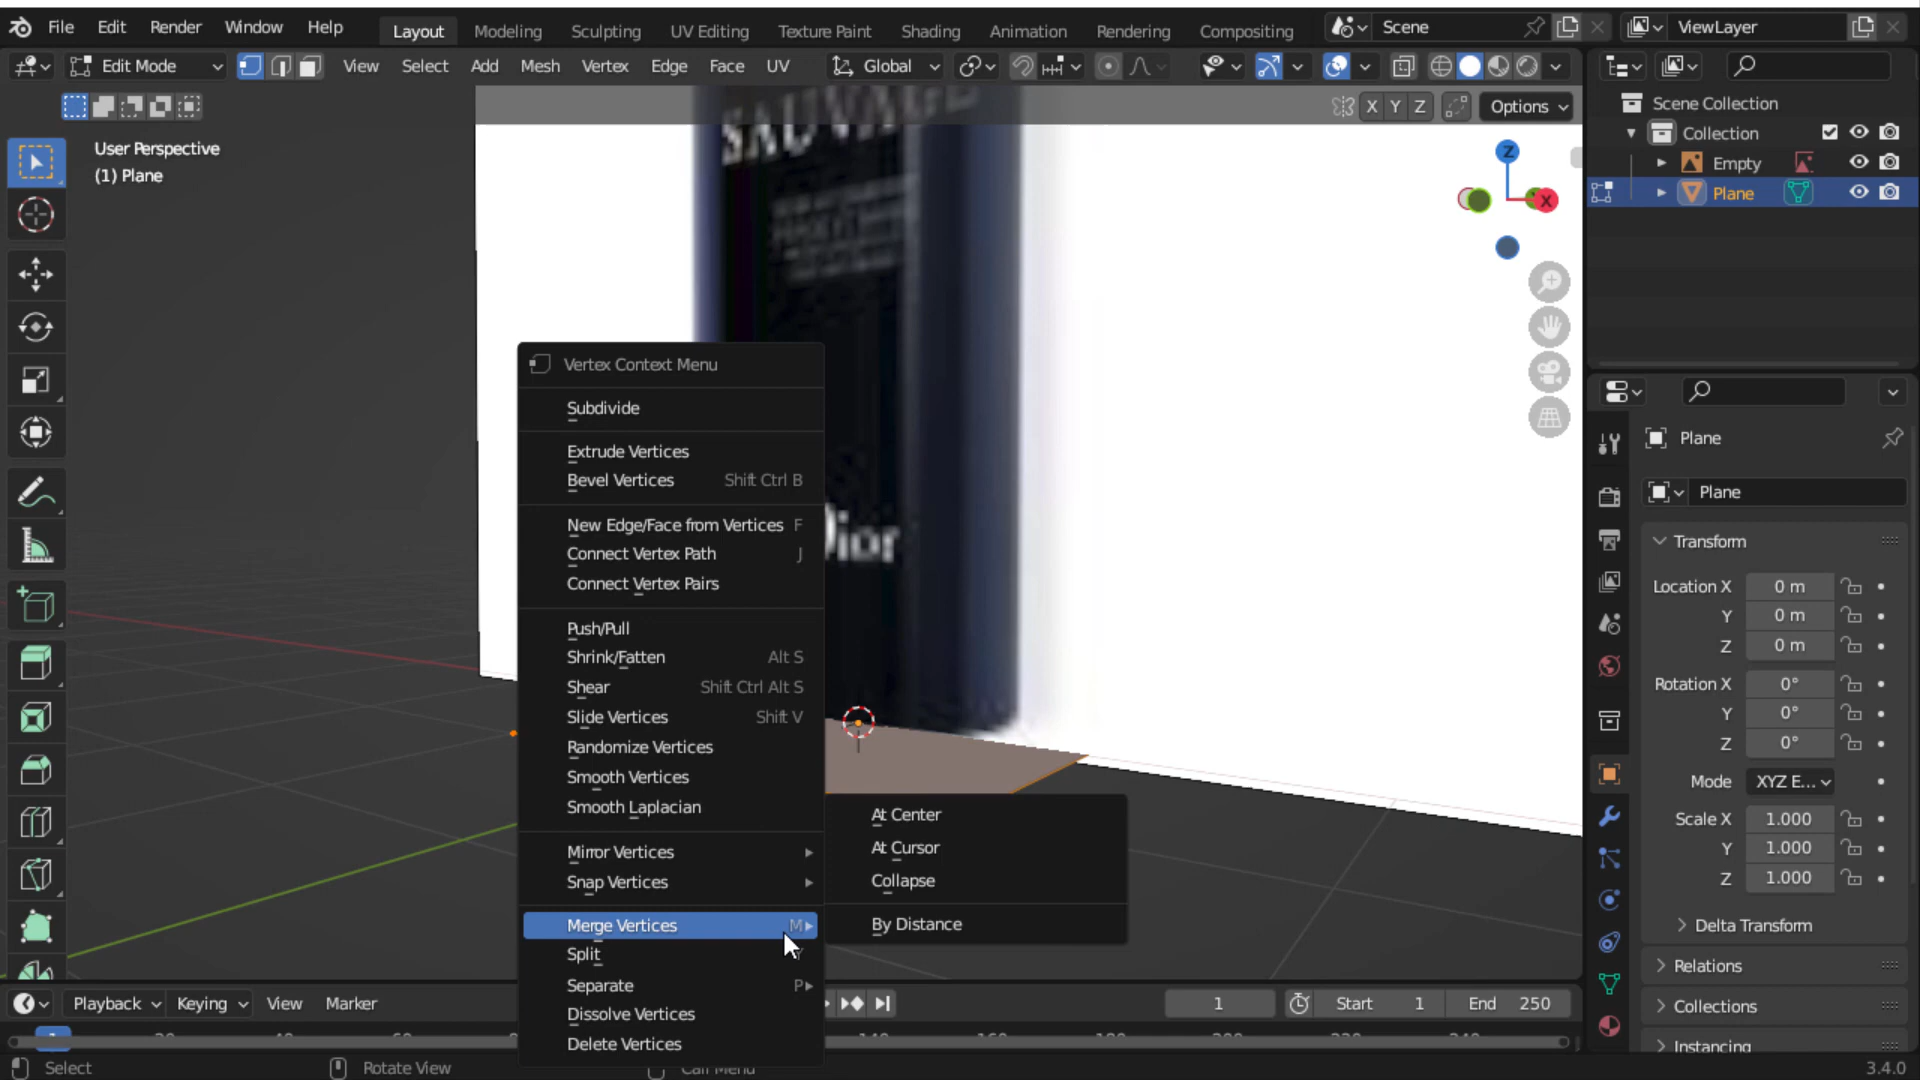 File Edit Render Window Help Layout Modeling Sculpting UV Editing Texture Paint Shading Animation Rendering Compositing Scene ViewLayer
Edit Mode View Select Add Mesh Vertex Edge Face UV Global
X Y Z Options
User Perspective
(1) Plane
SAUVAGE
Dior
Z
X
Vertex Context Menu
Subdivide
Extrude Vertices
Bevel Vertices Shift Ctrl B
New Edge/Face from Vertices F
Connect Vertex Path J
Connect Vertex Pairs
Push/Pull
Shrink/Fatten Alt S
Shear Shift Ctrl Alt S
Slide Vertices Shift V
Randomize Vertices
Smooth Vertices
Smooth Laplacian
Mirror Vertices
Snap Vertices
Merge Vertices M
Split Y
Separate P
Dissolve Vertices
Delete Vertices
At Center
At Cursor
Collapse
By Distance
Scene Collection
Collection
Empty
Plane
Plane
Plane
Transform
Location X 0 m
Y 0 m
Z 0 m
Rotation X 0°
Y 0°
Z 0°
Mode XYZ E...
Scale X 1.000
Y 1.000
Z 1.000
Delta Transform
Relations
Collections
Instancing
Playback Keying View Marker 1 Start 1 End 250
Select Rotate View Call Menu 3.4.0